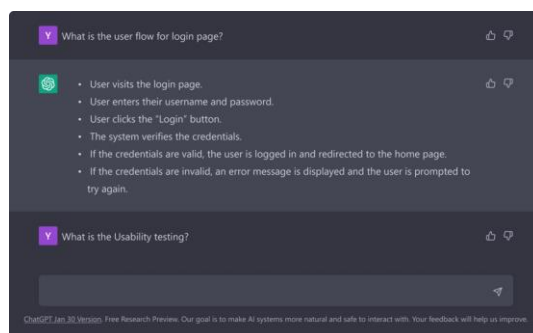 Y What is the user flow for login page?
• User visits the login page.
• User enters their username and password.
• User clicks the "Login" button.
• The system verifies the credentials.
• If the credentials are valid, the user is logged in and redirected to the home page.
• If the credentials are invalid, an error message is displayed and the user is prompted to
try again.
Y What is the Usability testing?
ChatGPT Jan 30 Version. Free Research Preview. Our goal is to make AI systems more natural and safe to interact with. Your feedback will help us improve.